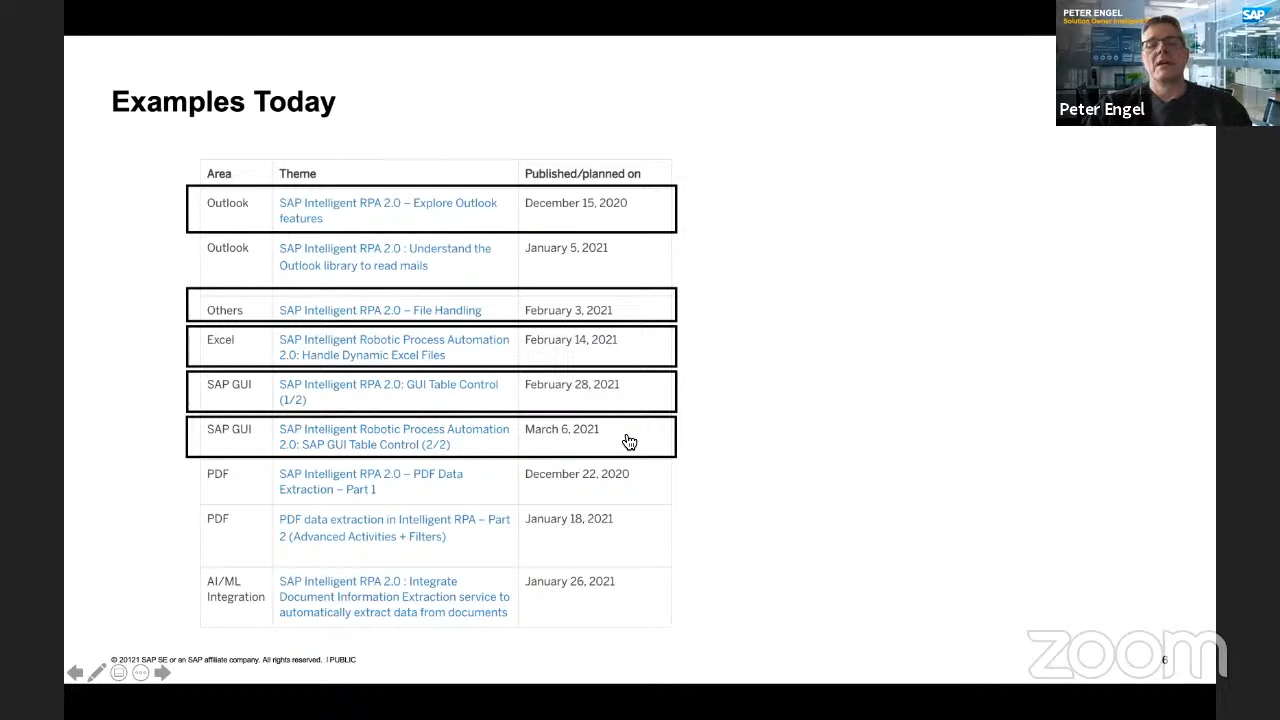 PETER ENGEL
Solution Owner Intelligent
SAP
Peter Engel
Examples Today
Area Theme Published/planned on
Outlook SAP Intelligent RPA 2.0 – Explore Outlook December 15, 2020
features
Outlook SAP Intelligent RPA 2.0 : Understand the January 5, 2021
Outlook library to read mails
Others SAP Intelligent RPA 2.0 – File Handling February 3, 2021
Excel SAP Intelligent Robotic Process Automation February 14, 2021
2.0: Handle Dynamic Excel Files
SAP GUI SAP Intelligent RPA 2.0: GUI Table Control February 28, 2021
(1/2)
SAP GUI SAP Intelligent Robotic Process Automation March 6, 2021
2.0: SAP GUI Table Control (2/2)
PDF SAP Intelligent RPA 2.0 – PDF Data December 22, 2020
Extraction – Part 1
PDF PDF data extraction in Intelligent RPA – Part January 18, 2021
2 (Advanced Activities + Filters)
AI/ML SAP Intelligent RPA 2.0 : Integrate January 26, 2021
Integration Document Information Extraction service to
automatically extract data from documents
© 20121 SAP SE or an SAP affiliate company. All rights reserved. I PUBLIC
6
zoom